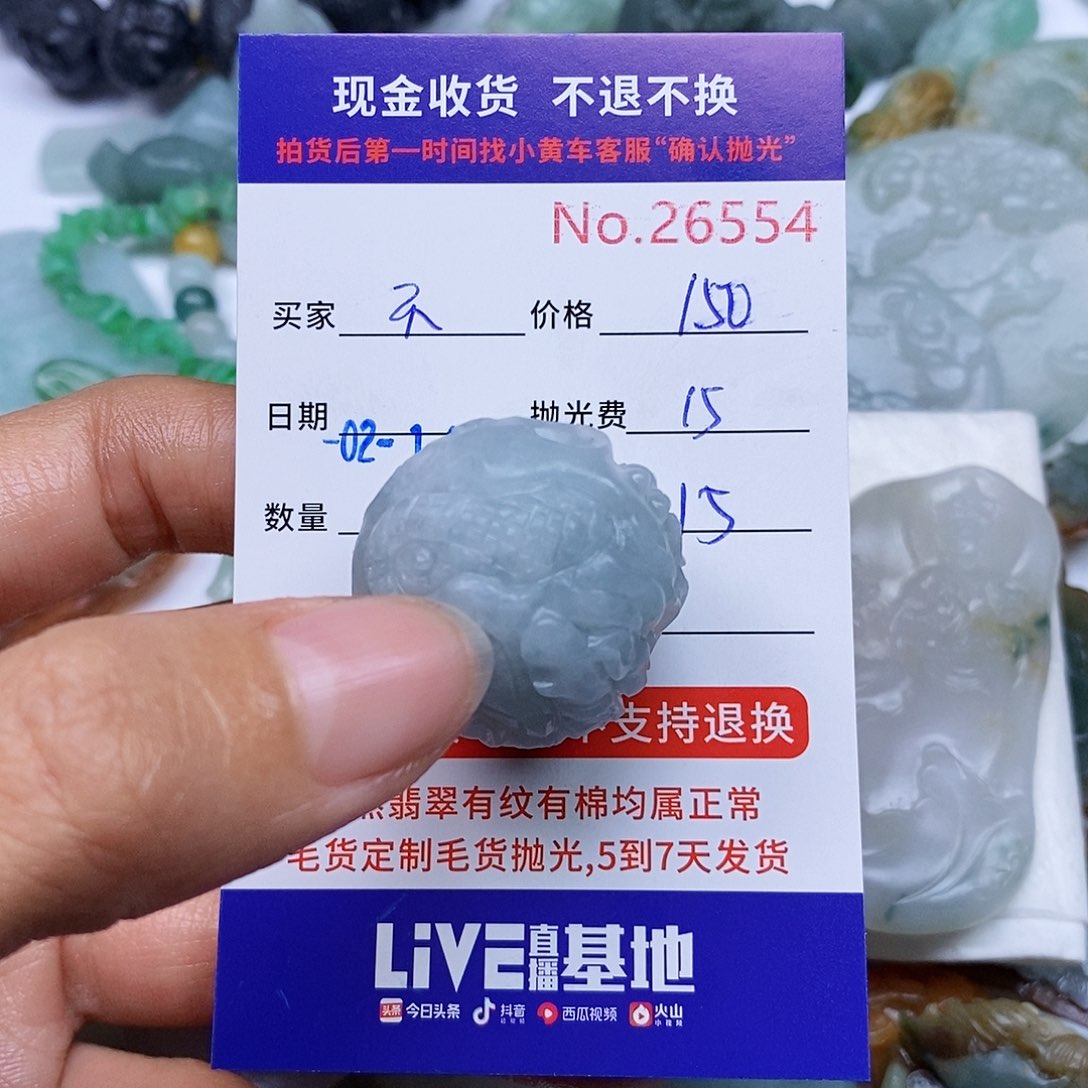 现金收货 不退不换
拍货后第一时间找小黄车客服“确认抛光”
No.26554
买家 天 价格 150
日期 -02-1 抛光费 15
数量 15
支持退换
翡翠有纹有棉均属正常
毛货定制毛货抛光,5到7天发货
LiVE直播基地
头条 今日头条 抖音 西瓜视频 火山